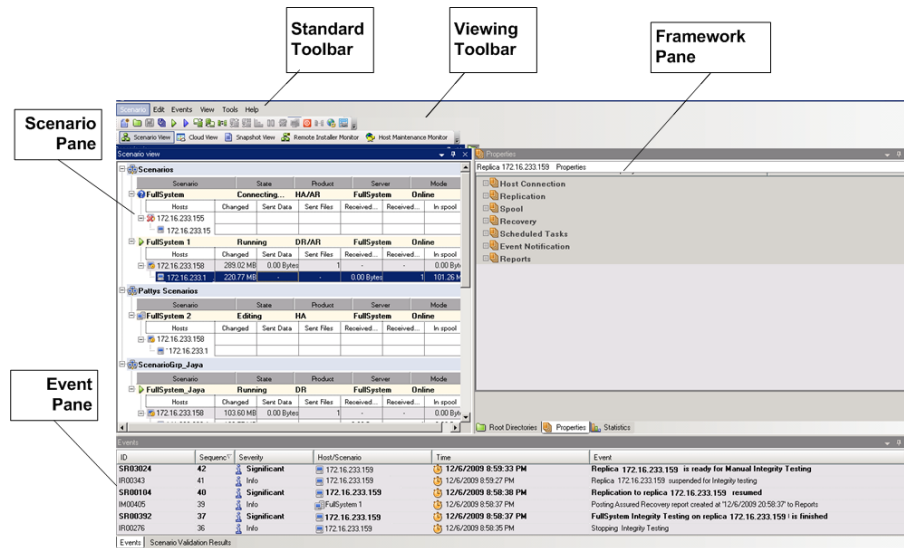 Standard Toolbar
Viewing Toolbar
Framework Pane
Scenario Pane
Event Pane
Scenario Edit Events View Tools Help
Scenario View Cloud View Snapshot View Remote Installer Monitor Host Maintenance Monitor
Scenario view
Scenarios
Scenario State Product Server Mode
FullSystem Connecting... HA/AR FullSystem Online
Hosts Changed Sent Data Sent Files Received... Received... In spool
172.16.233.155
172.16.233.15
FullSystem 1 Running DR/AR FullSystem Online
Hosts Changed Sent Data Sent Files Received... Received... In spool
172.16.233.158 289.02 MB 0.00 Bytes 1 - - 0.00 Byt
172.16.233.1 220.77 MB - - 0.00 Bytes 1 101.26 M
Pattys Scenarios
Scenario State Product Server Mode
FullSystem 2 Editing HA FullSystem Online
Hosts Changed Sent Data Sent Files Received... Received... In spool
172.16.233.158
172.16.233.1
ScenarioGrp_Jaya
Scenario State Product Server Mode
FullSystem_Jaya Running DR FullSystem Online
Hosts Changed Sent Data Sent Files Received... Received... In spool
172.16.233.158 103.60 MB 0.00 Bytes 1 - - 0.00 Byt
Properties
Replica 172.16.233.159 Properties
Host Connection
Replication
Spool
Recovery
Scheduled Tasks
Event Notification
Reports
Root Directories Properties Statistics
Events
ID Sequenc Severity Host/Scenario Time Event
SR03024 42 Significant 172.16.233.159 12/6/2009 8:59:33 PM Replica 172.16.233.159 is ready for Manual Integrity Testing
IR00343 41 Info 172.16.233.159 12/6/2009 8:59:27 PM Replica 172.16.233.159 suspended for Integrity testing
SR00104 40 Significant 172.16.233.159 12/6/2009 8:58:38 PM Replication to replica 172.16.233.159 resumed
IM00405 39 Info FullSystem 1 12/6/2009 8:58:37 PM Posting Assured Recovery report created at "12/6/2009 20:58:37" to Reports
SR00392 37 Significant 172.16.233.159 12/6/2009 8:58:37 PM FullSystem Integrity Testing on replica 172.16.233.159 is finished
IR00276 36 Info 172.16.233.159 12/6/2009 8:58:35 PM Stopping Integrity Testing
Events Scenario Validation Results